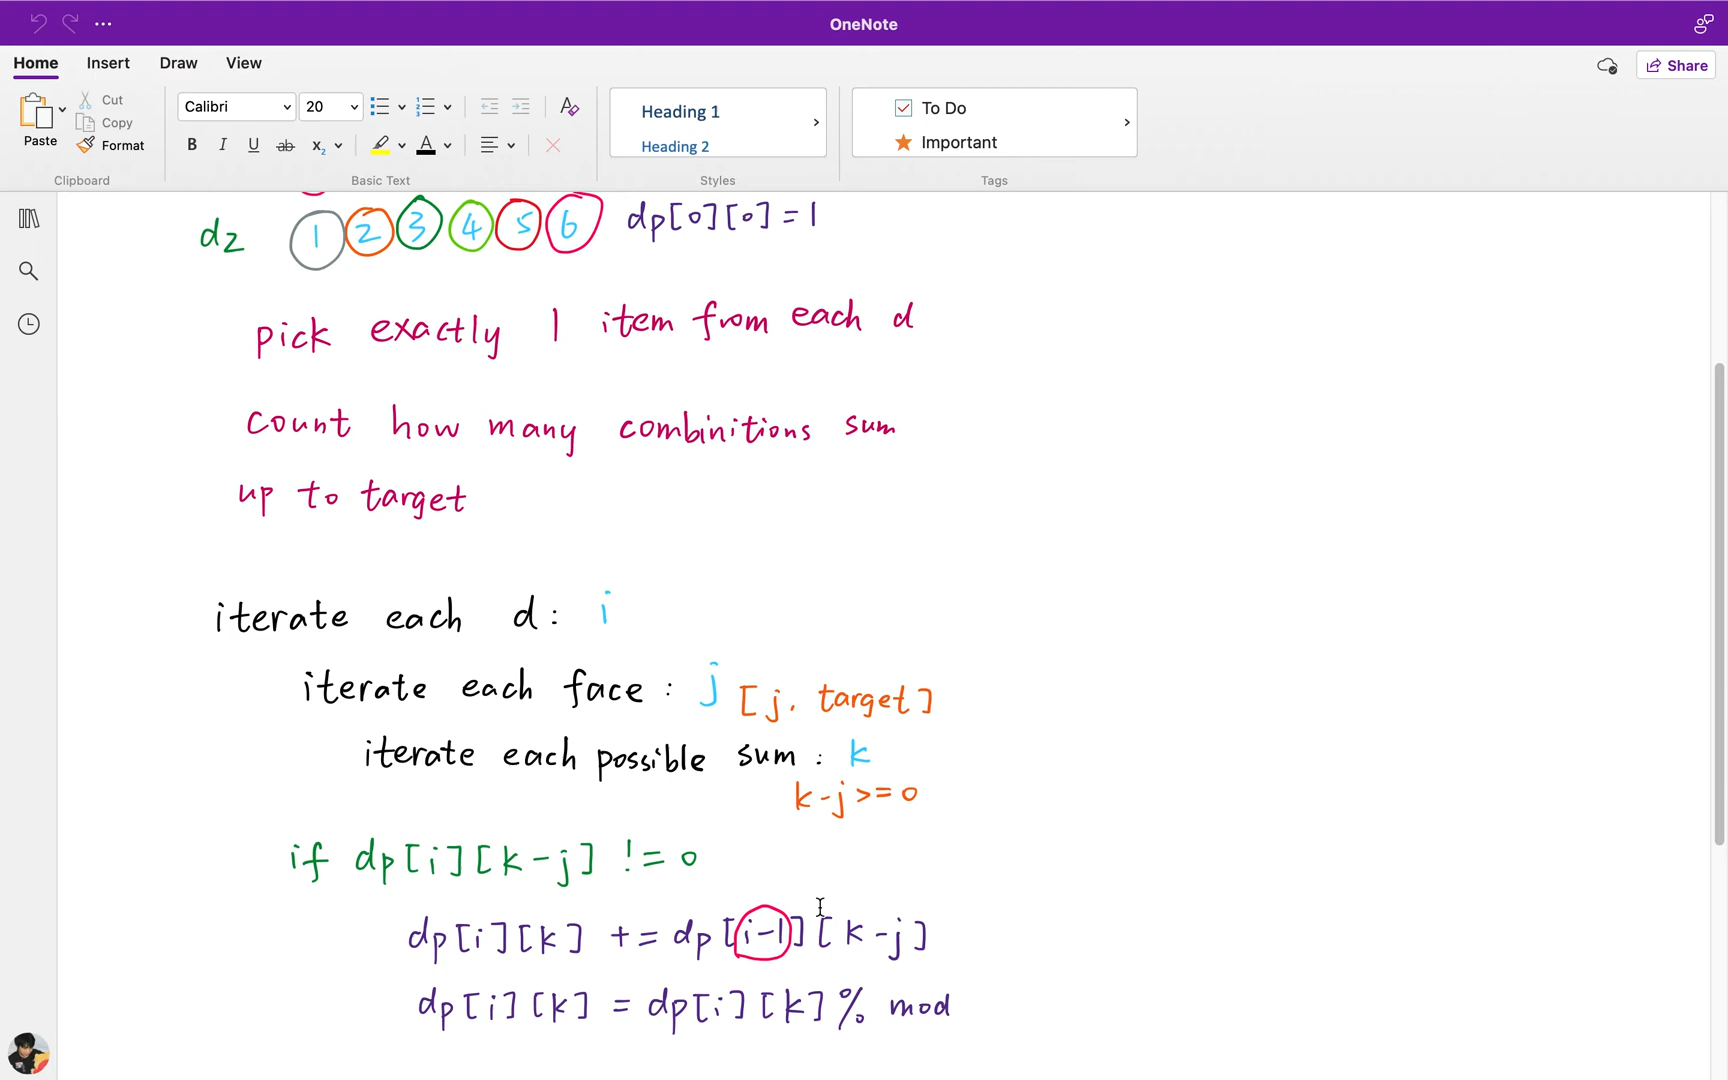 OneNote
Home Insert Draw View
Share
Paste
Cut
Copy
Format
Calibri 20
B I U ab x₂ A
Heading 1
Heading 2
To Do
Important
Clipboard Basic Text Styles Tags
d2 1 2 3 4 5 6 dp[0][0] = 1
pick exactly 1 item from each d
count how many combinitions sum
up to target
iterate each d: i
iterate each face : j [j, target]
iterate each possible sum : k
k-j >= 0
if dp[i][k-j] != 0
dp[i][k] += dp[i-1][k-j]
dp[i][k] = dp[i][k] % mod